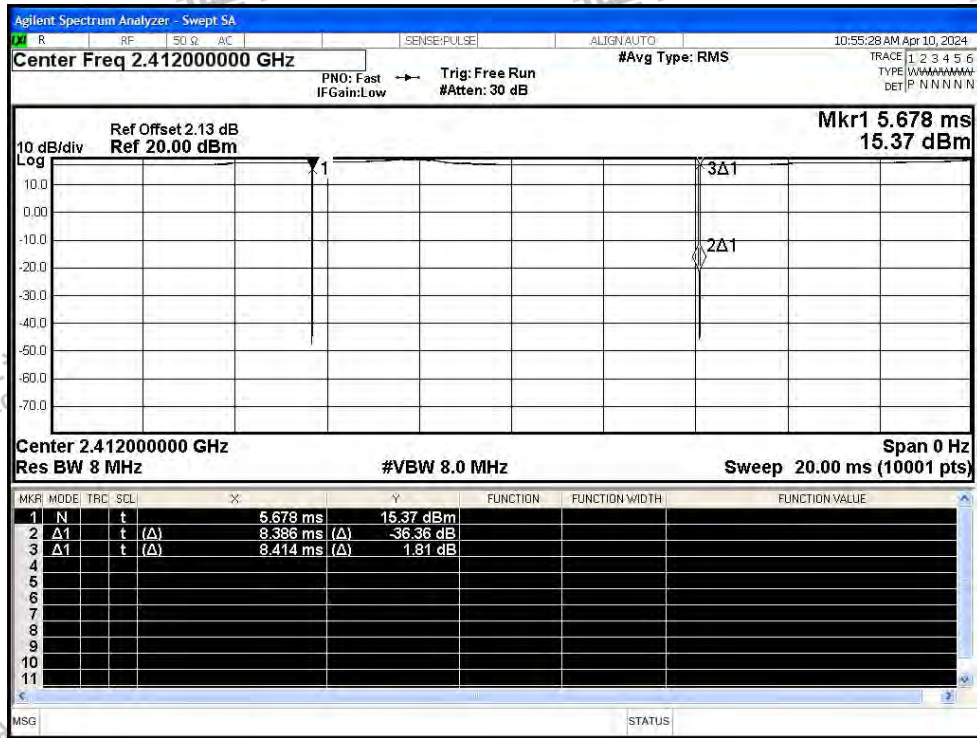 Agilent Spectrum Analyzer - Swept SA
R RF 50 Ω AC SENSE:PULSE ALIGNAUTO 10:55:28 AM Apr 10, 2024
Center Freq 2.412000000 GHz #Avg Type: RMS TRACE 1 2 3 4 5 6
PNO: Fast Trig: Free Run TYPE WWWWWW
IFGain:Low #Atten: 30 dB DET P N N N N N
Mkr1 5.678 ms
Ref Offset 2.13 dB
10 dB/div Ref 20.00 dBm 15.37 dBm
Log
1 3Δ1
10.0
0.00
-10.0
2Δ1
-20.0
-30.0
-40.0
-50.0
-60.0
-70.0
Center 2.412000000 GHz Span 0 Hz
Res BW 8 MHz #VBW 8.0 MHz Sweep 20.00 ms (10001 pts)
MKR MODE TRC SCL X Y FUNCTION FUNCTION WIDTH FUNCTION VALUE
1 N t 5.678 ms 15.37 dBm
2 Δ1 t (Δ) 8.386 ms (Δ) -36.36 dB
3 Δ1 t (Δ) 8.414 ms (Δ) 1.81 dB
4
5
6
7
8
9
10
11
MSG STATUS